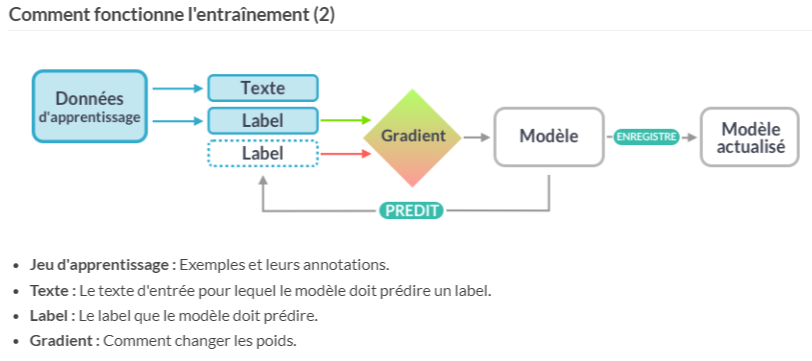 Comment fonctionne l'entraînement (2)
Données
d'apprentissage
Texte
Label
Label
Gradient
Modèle
ENREGISTRE
Modèle
actualisé
PREDIT
• Jeu d'apprentissage : Exemples et leurs annotations.
• Texte : Le texte d'entrée pour lequel le modèle doit prédire un label.
• Label : Le label que le modèle doit prédire.
• Gradient : Comment changer les poids.